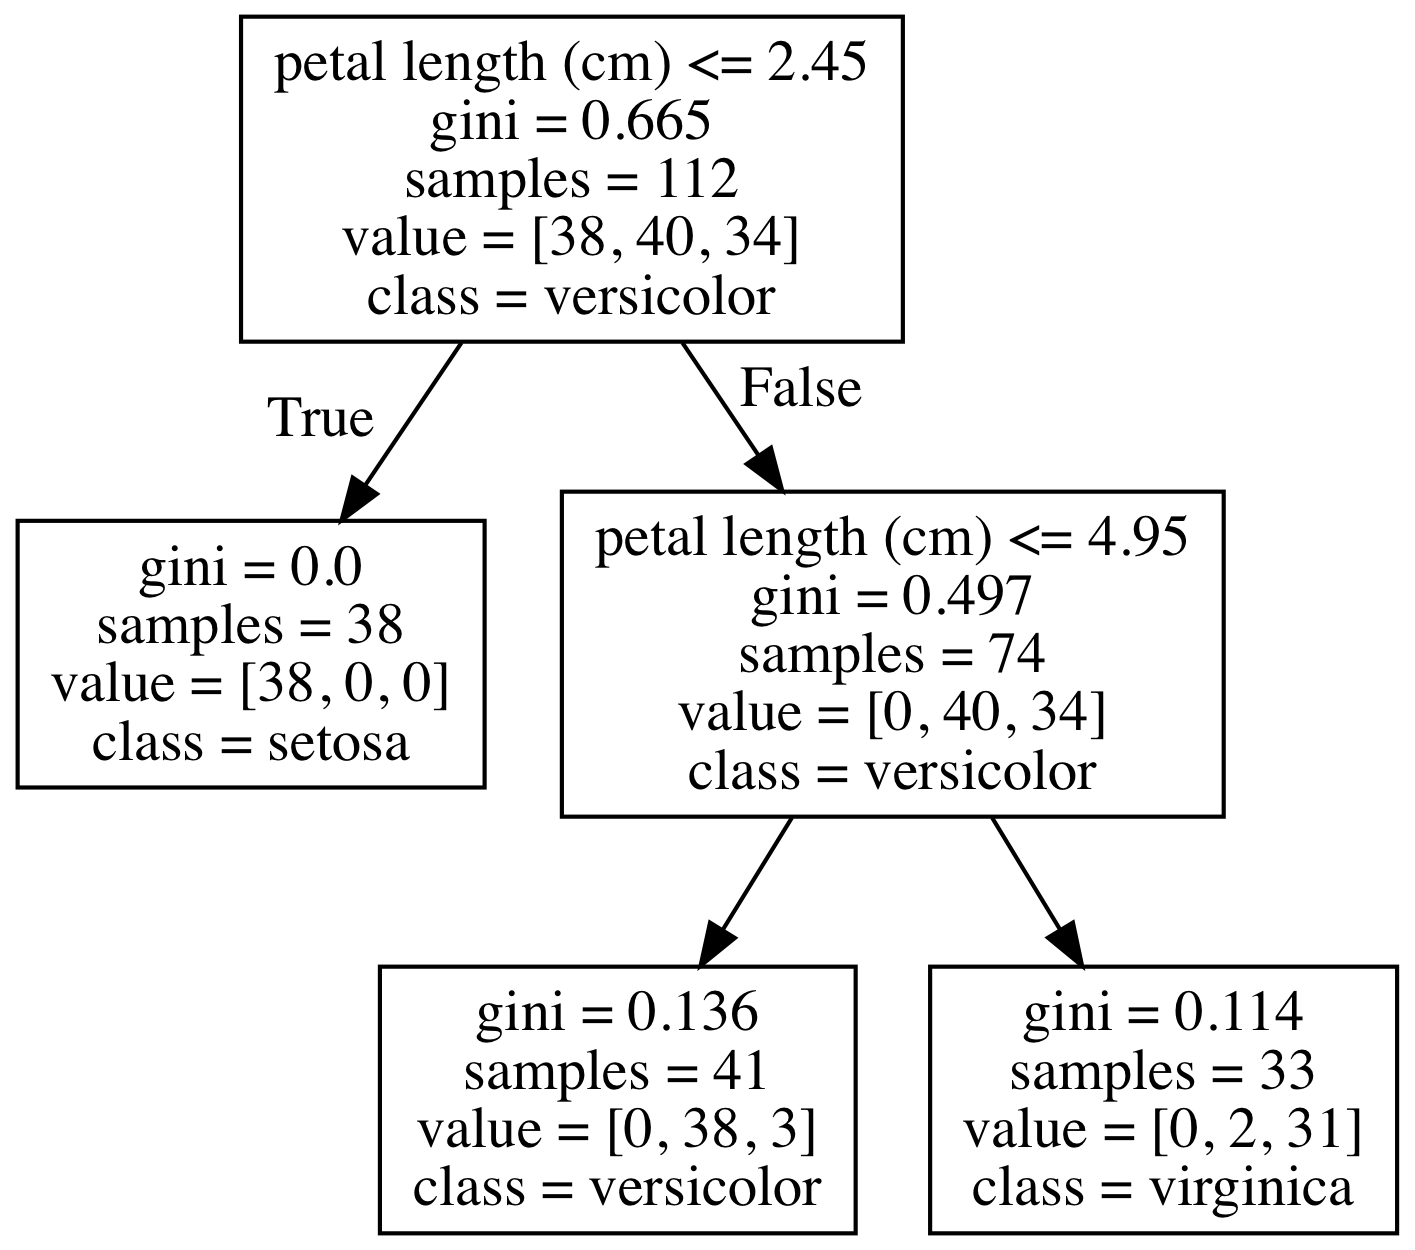 petal length (cm) <= 2.45
gini = 0.665
samples = 112
value = [38, 40, 34]
class = versicolor
True
False
gini = 0.0
samples = 38
value = [38, 0, 0]
class = setosa
petal length (cm) <= 4.95
gini = 0.497
samples = 74
value = [0, 40, 34]
class = versicolor
gini = 0.136
samples = 41
value = [0, 38, 3]
class = versicolor
gini = 0.114
samples = 33
value = [0, 2, 31]
class = virginica